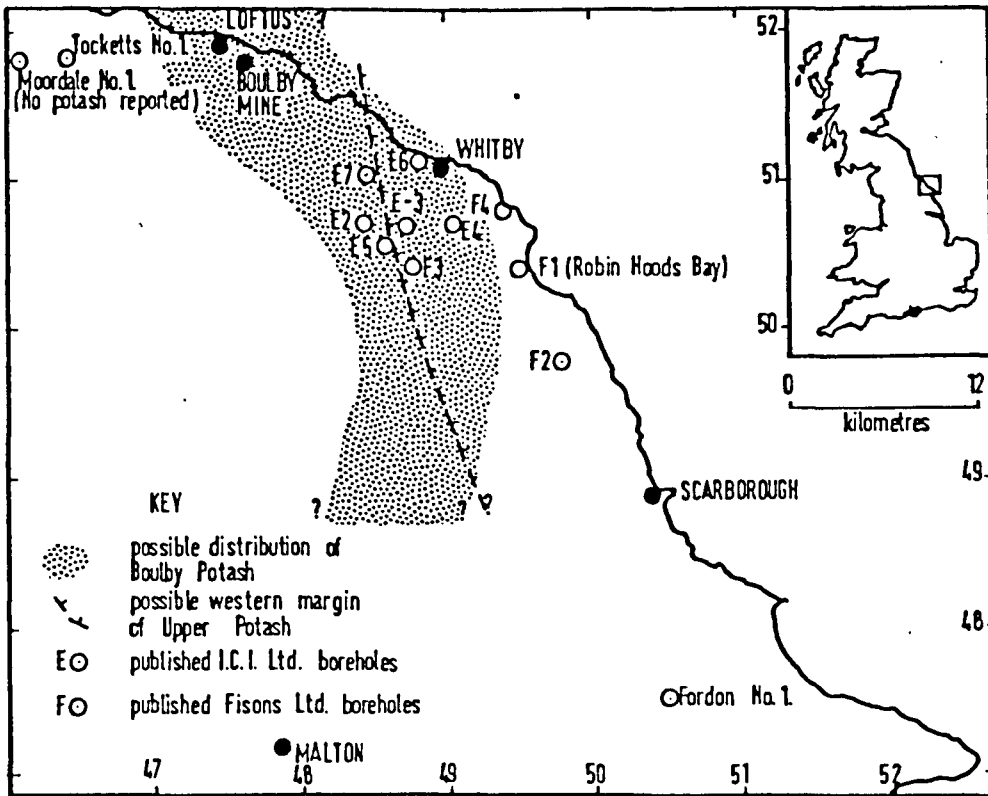 LOFTUS
?
Tocketts No.1
Moordale No.1
(No potash reported)
BOULBY
MINE
WHITBY
E6
E7
E-3
F4
E2
E4
E5
F3
F1 (Robin Hoods Bay)
F2
SCARBOROUGH
Fordon No 1.
MALTON
?
?
?
KEY
possible distribution of
Boulby Potash
possible western margin
of Upper Potash
E published I.C.I. Ltd. boreholes
F published Fisons Ltd. boreholes
52
51
50
49
48
0 12
kilometres
47 48 49 50 51 52